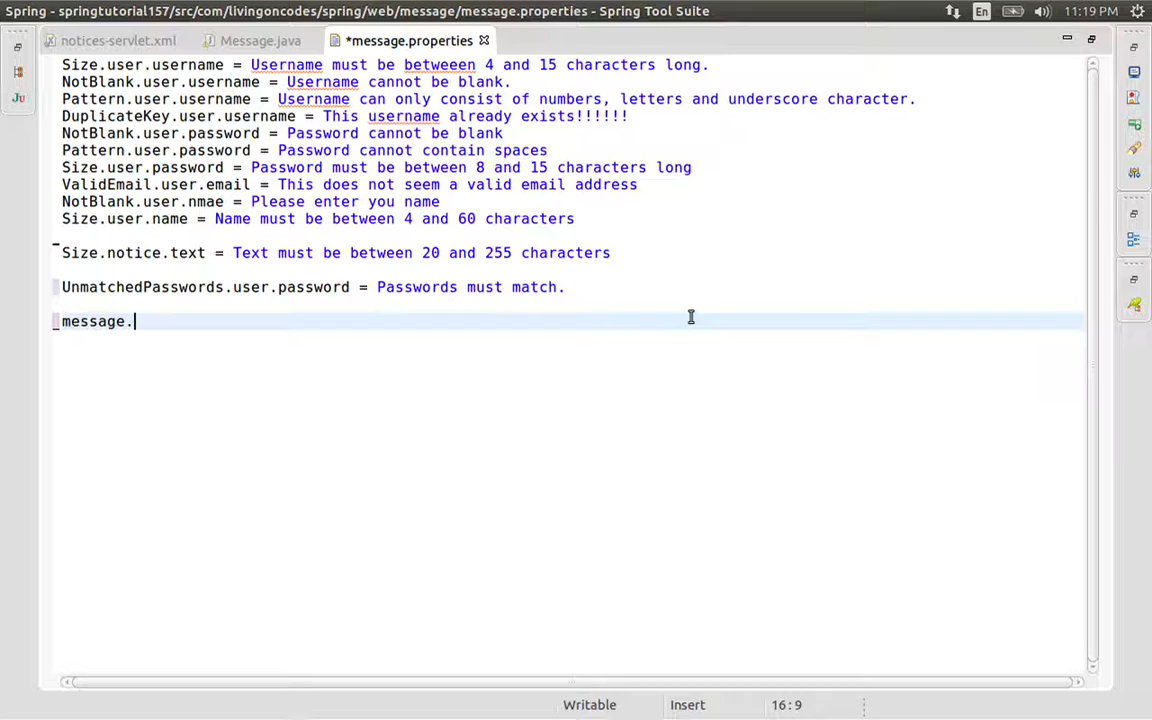 Spring - springtutorial157/src/com/livingoncodes/spring/web/message/message.properties - Spring Tool Suite
En
11:19 PM
notices-servlet.xml
Message.java
*message.properties
Size.user.username = Username must be betweeen 4 and 15 characters long.
NotBlank.user.username = Username cannot be blank.
Pattern.user.username = Username can only consist of numbers, letters and underscore character.
DuplicateKey.user.username = This username already exists!!!!!!
NotBlank.user.password = Password cannot be blank
Pattern.user.password = Password cannot contain spaces
Size.user.password = Password must be between 8 and 15 characters long
ValidEmail.user.email = This does not seem a valid email address
NotBlank.user.nmae = Please enter you name
Size.user.name = Name must be between 4 and 60 characters
Size.notice.text = Text must be between 20 and 255 characters
UnmatchedPasswords.user.password = Passwords must match.
message.
Writable
Insert
16:9